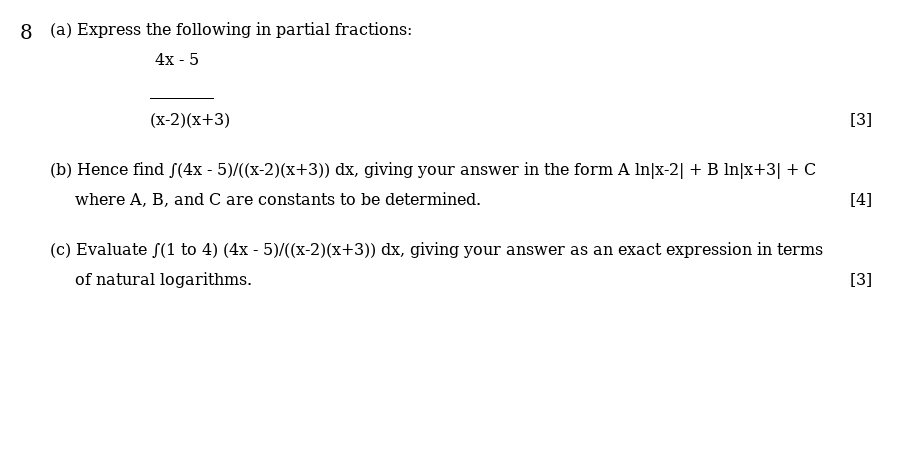 8 (a) Express the following in partial fractions:
4x - 5
________
(x-2)(x+3) [3]
(b) Hence find ∫(4x - 5)/((x-2)(x+3)) dx, giving your answer in the form A ln|x-2| + B ln|x+3| + C
where A, B, and C are constants to be determined. [4]
(c) Evaluate ∫(1 to 4) (4x - 5)/((x-2)(x+3)) dx, giving your answer as an exact expression in terms
of natural logarithms. [3]